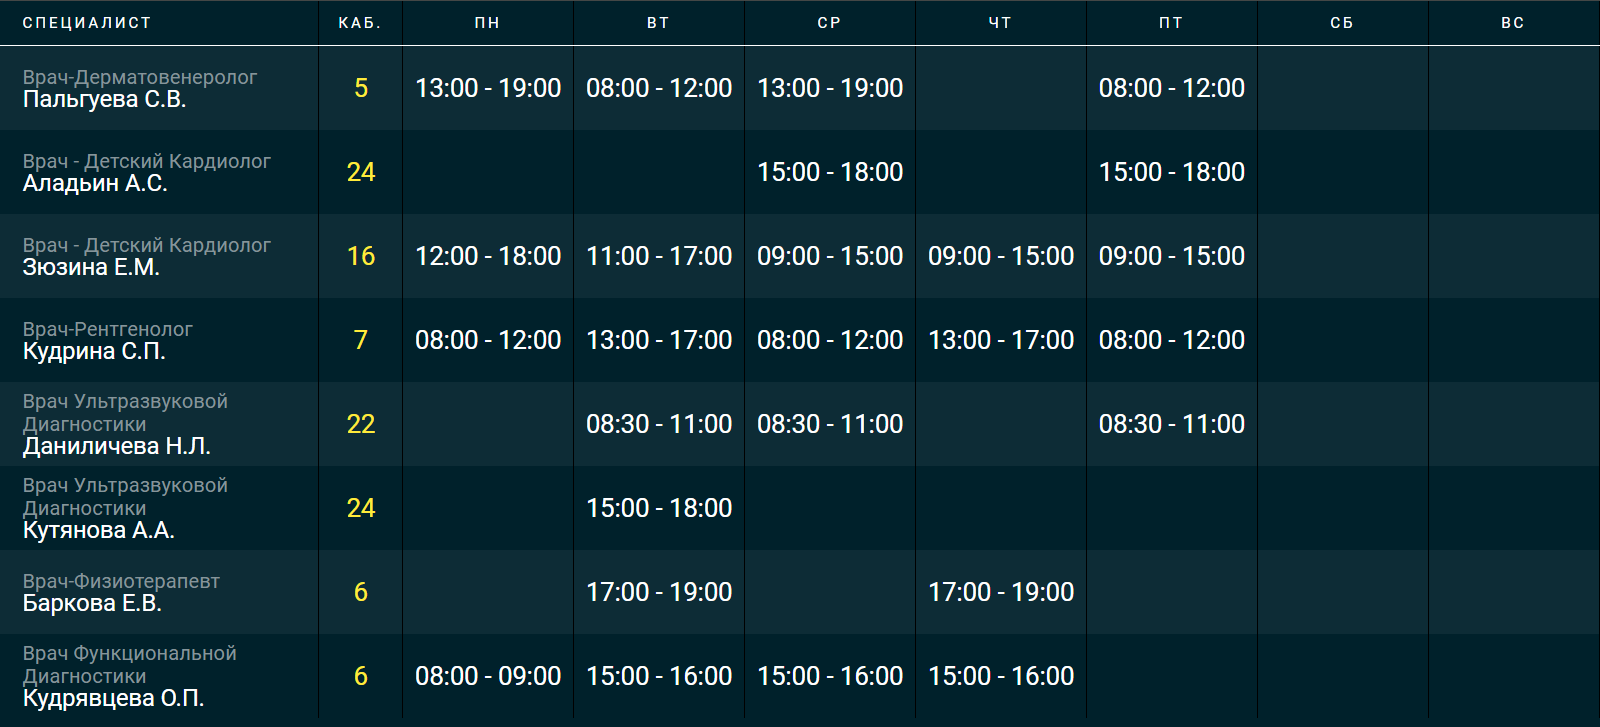 СПЕЦИАЛИСТ КАБ. ПН ВТ СР ЧТ ПТ СБ ВС
Врач-Дерматовенеролог
Пальгуева С.В.
5 13:00 - 19:00 08:00 - 12:00 13:00 - 19:00 08:00 - 12:00
Врач - Детский Кардиолог
Аладьин А.С.
24 15:00 - 18:00 15:00 - 18:00
Врач - Детский Кардиолог
Зюзина Е.М.
16 12:00 - 18:00 11:00 - 17:00 09:00 - 15:00 09:00 - 15:00 09:00 - 15:00
Врач-Рентгенолог
Кудрина С.П.
7 08:00 - 12:00 13:00 - 17:00 08:00 - 12:00 13:00 - 17:00 08:00 - 12:00
Врач Ультразвуковой
Диагностики
Даниличева Н.Л.
22 08:30 - 11:00 08:30 - 11:00 08:30 - 11:00
Врач Ультразвуковой
Диагностики
Кутянова А.А.
24 15:00 - 18:00
Врач-Физиотерапевт
Баркова Е.В.
6 17:00 - 19:00 17:00 - 19:00
Врач Функциональной
Диагностики
Кудрявцева О.П.
6 08:00 - 09:00 15:00 - 16:00 15:00 - 16:00 15:00 - 16:00